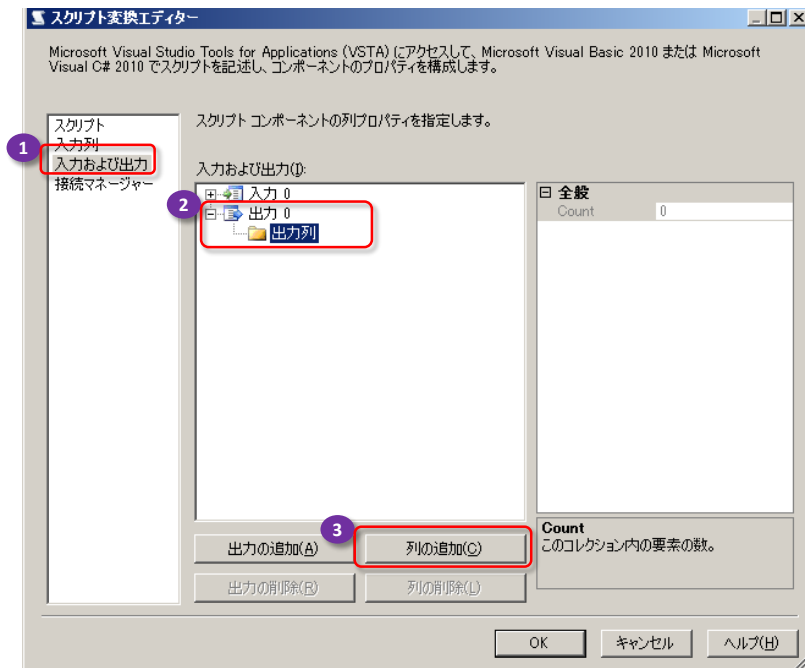 スクリプト変換エディター
Microsoft Visual Studio Tools for Applications (VSTA) にアクセスして、Microsoft Visual Basic 2010 または Microsoft
Visual C# 2010 でスクリプトを記述し、コンポーネントのプロパティを構成します。
スクリプト
入力列
1
入力および出力
接続マネージャー
スクリプト コンポーネントの列プロパティを指定します。
入力および出力(I):
入力 0
2
出力 0
出力列
全般
Count 0
3
出力の追加(A) 列の追加(C)
出力の削除(R) 列の削除(L)
Count
このコレクション内の要素の数。
OK キャンセル ヘルプ(H)